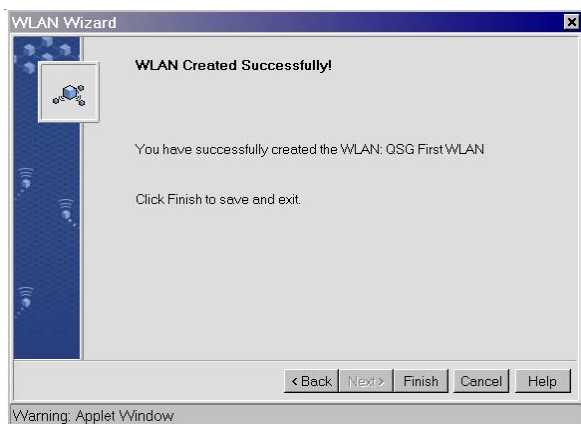 WLAN Wizard
WLAN Created Successfully!
You have successfully created the WLAN: QSG First WLAN
Click Finish to save and exit.
< Back Next > Finish Cancel Help
Warning: Applet Window